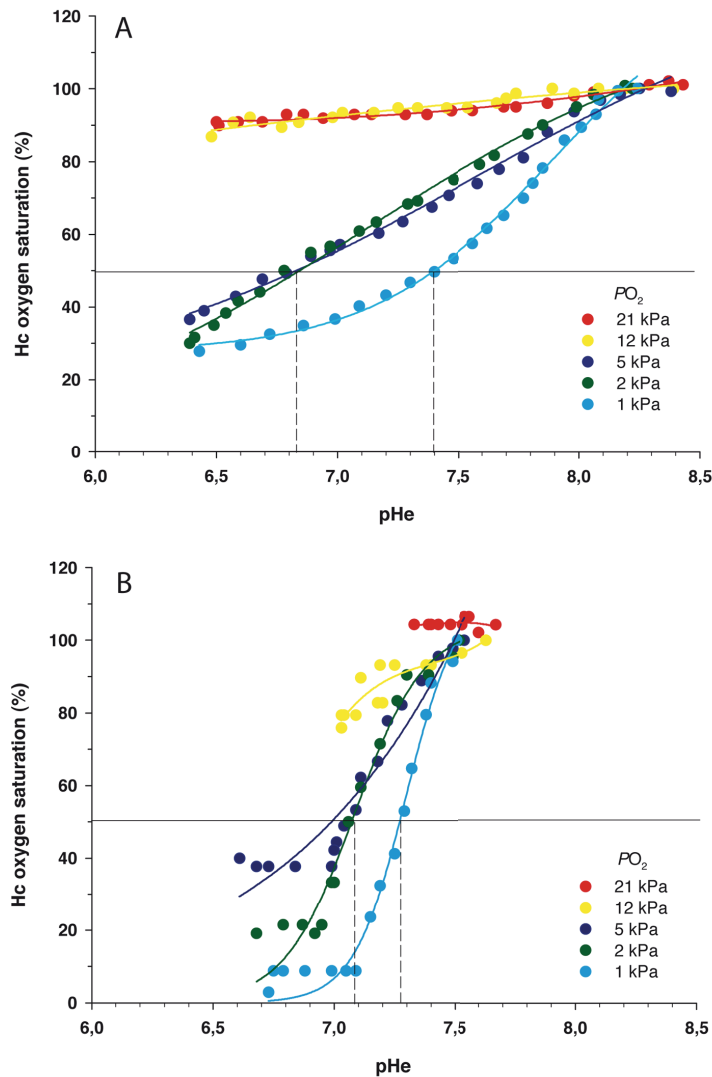 A
120
100
80
60
40
20
0
Hc oxygen saturation (%)
PO2
21 kPa
12 kPa
5 kPa
2 kPa
1 kPa
6,0 6,5 7,0 7,5 8,0 8,5
pHe
B
120
100
80
60
40
20
0
Hc oxygen saturation (%)
PO2
21 kPa
12 kPa
5 kPa
2 kPa
1 kPa
6,0 6,5 7,0 7,5 8,0 8,5
pHe